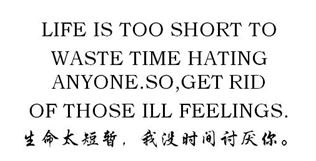 LIFE IS TOO SHORT TO
WASTE TIME HATING
ANYONE.SO,GET RID
OF THOSE ILL FEELINGS.
生命太短暂，我没时间讨厌你。